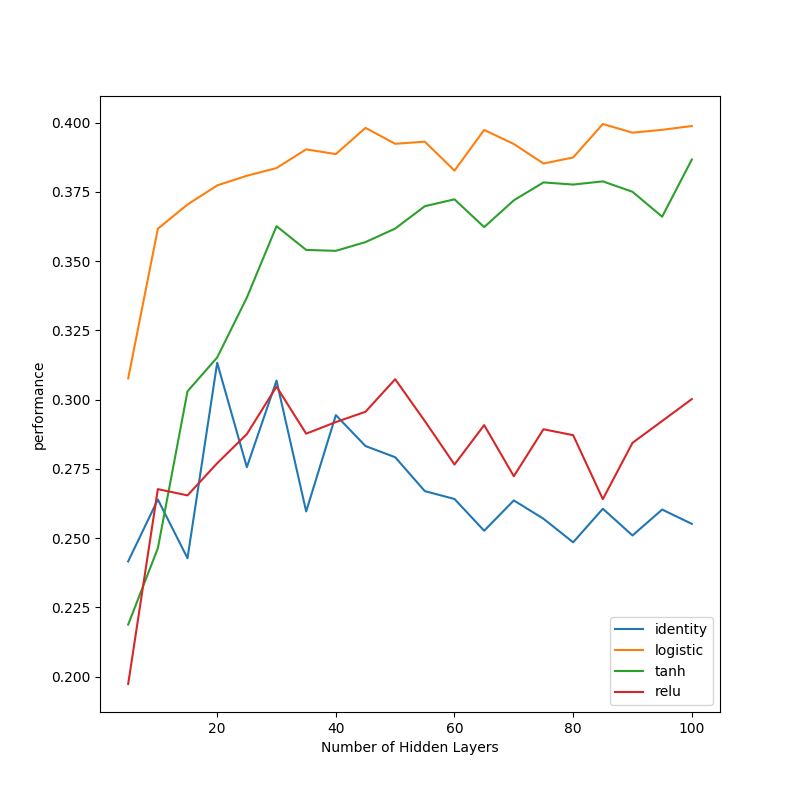 0.400
0.375
0.350
0.325
0.300
0.275
0.250
0.225
0.200
performance
20 40 60 80 100
Number of Hidden Layers
identity
logistic
tanh
relu